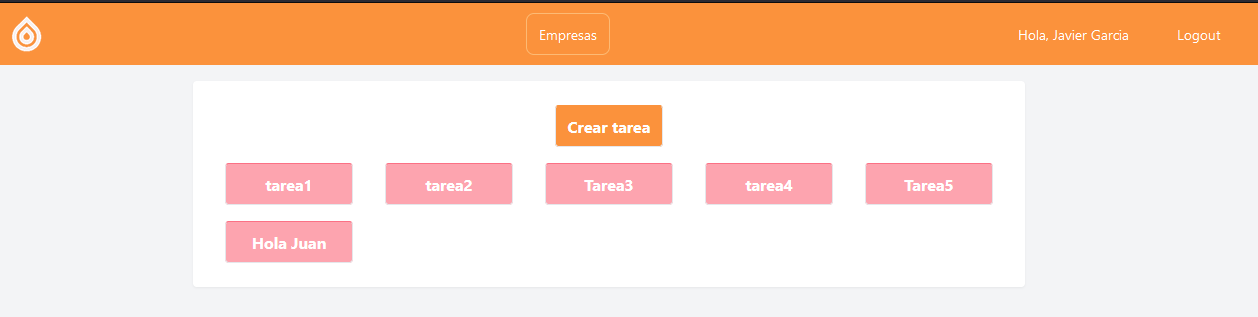 Empresas
Hola, Javier Garcia
Logout
Crear tarea
tarea1
tarea2
Tarea3
tarea4
Tarea5
Hola Juan